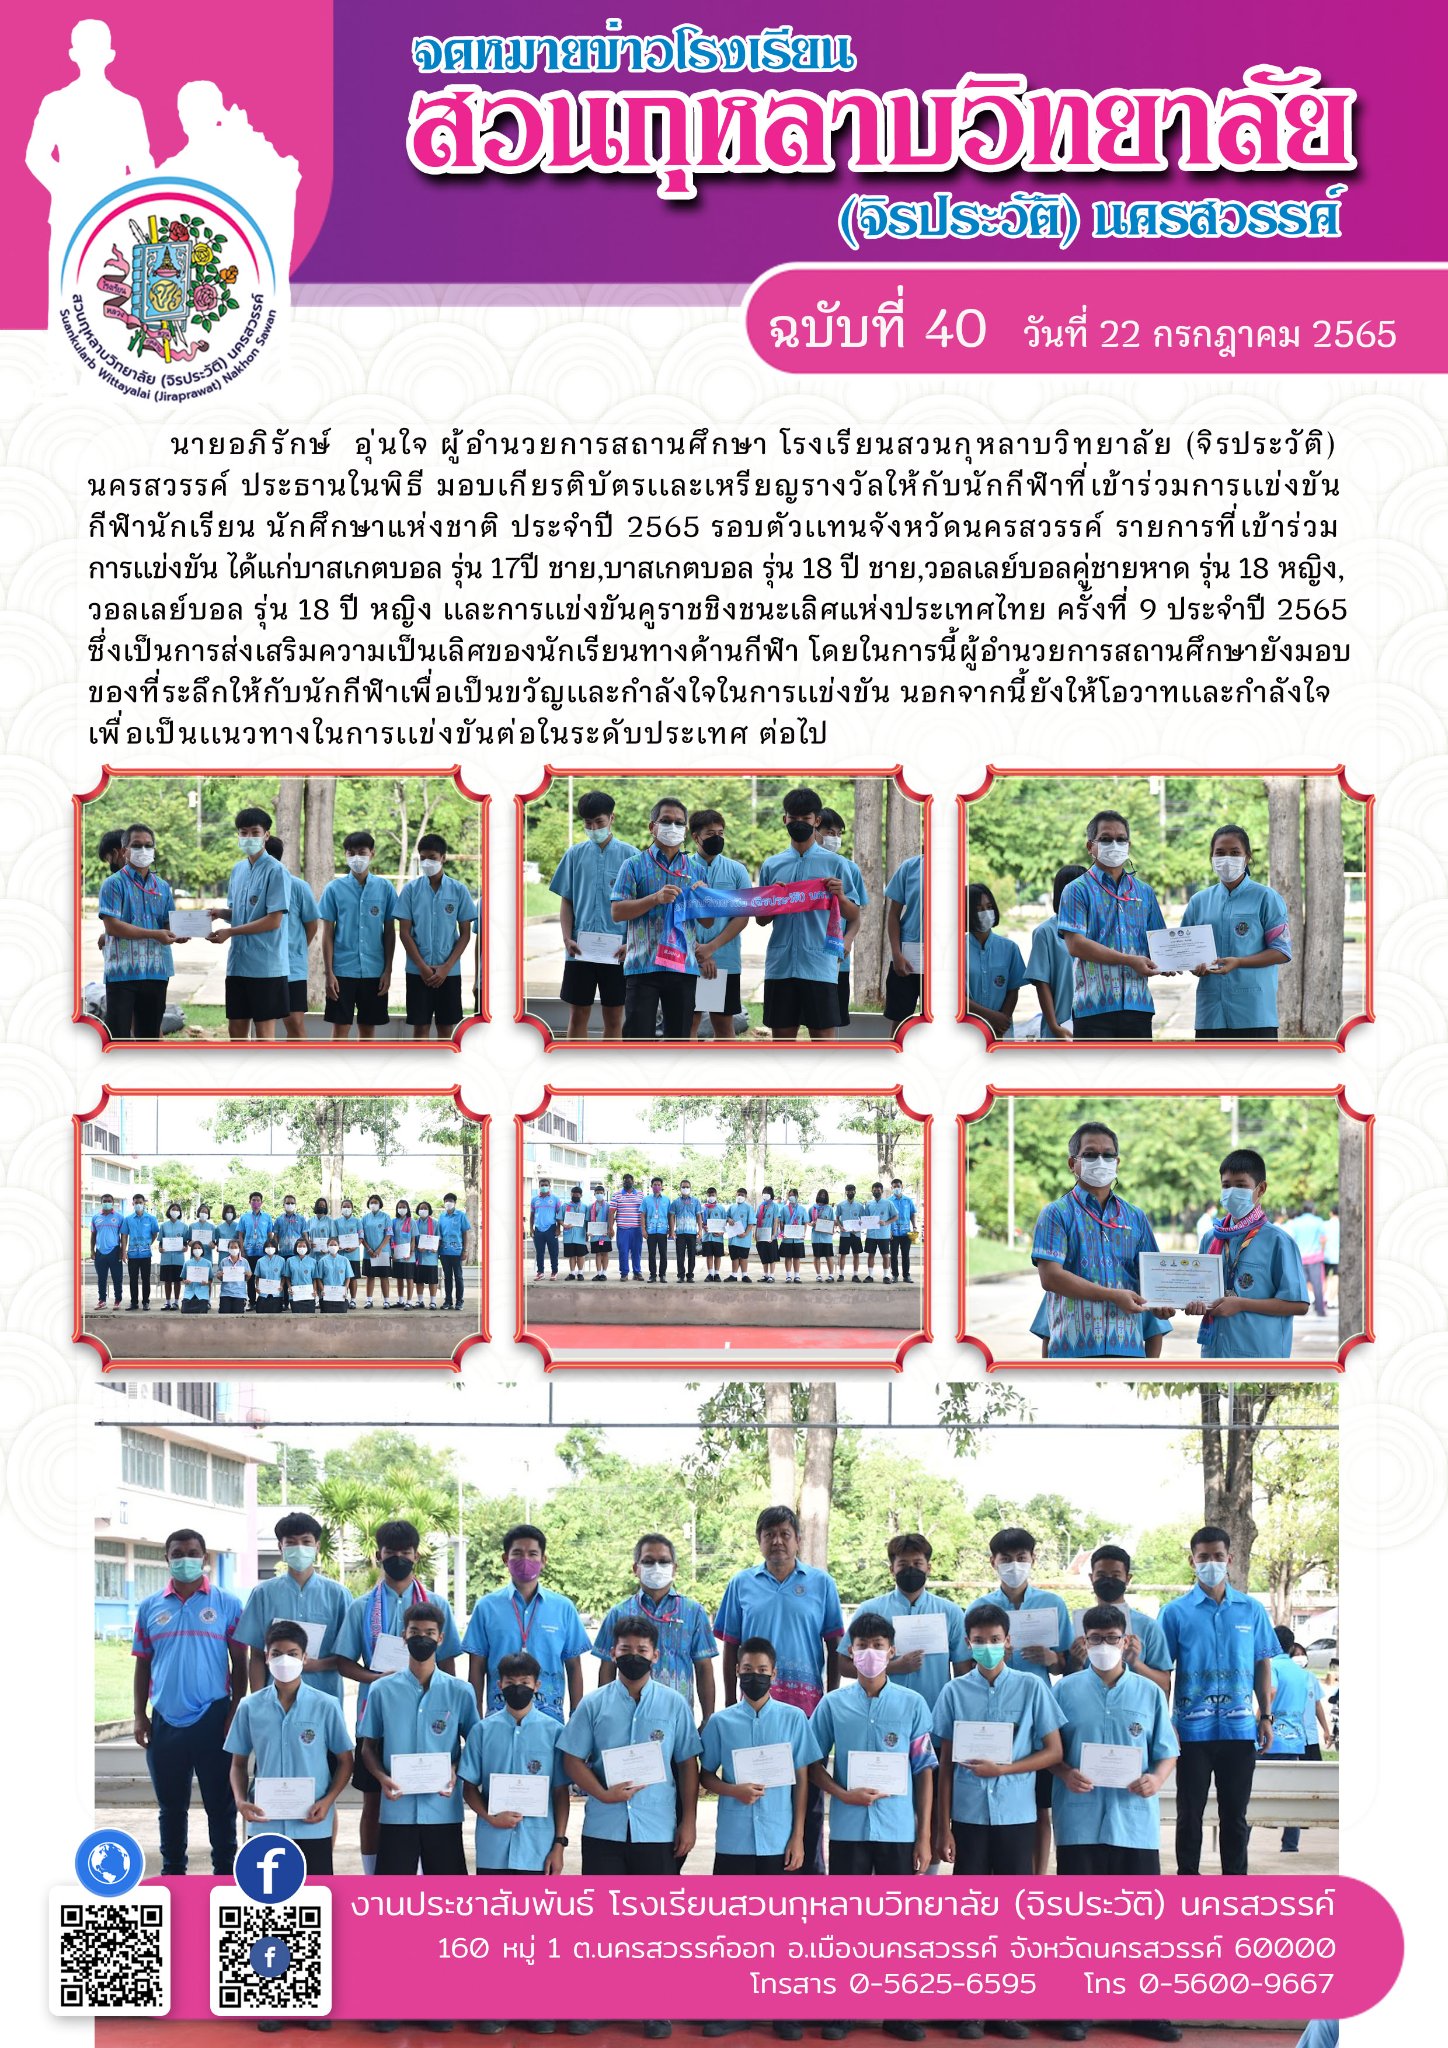 จดหมายข่าวโรงเรียน
สวนกุหลาบวิทยาลัย
(จิรประวัติ) นครสวรรค์
ฉบับที่ 40 วันที่ 22 กรกฎาคม 2565
โรงเรียน
หลวง
สวนกุหลาบวิทยาลัย (จิรประวัติ) นครสวรรค์
Suankularb Wittayalai (Jiraprawat) Nakhon Sawan
นายอภิรักษ์ อุ่นใจ ผู้อำนวยการสถานศึกษา โรงเรียนสวนกุหลาบวิทยาลัย (จิรประวัติ)
นครสวรรค์ ประธานในพิธี มอบเกียรติบัตรและเหรียญรางวัลให้กับนักกีฬาที่เข้าร่วมการแข่งขัน
กีฬานักเรียน นักศึกษาแห่งชาติ ประจำปี 2565 รอบตัวแทนจังหวัดนครสวรรค์ รายการที่เข้าร่วม
การแข่งขัน ได้แก่บาสเกตบอล รุ่น 17ปี ชาย,บาสเกตบอล รุ่น 18 ปี ชาย,วอลเลย์บอลคู่ชายหาด รุ่น 18 หญิง,
วอลเลย์บอล รุ่น 18 ปี หญิง และการแข่งขันคูราชชิงชนะเลิศแห่งประเทศไทย ครั้งที่ 9 ประจำปี 2565
ซึ่งเป็นการส่งเสริมความเป็นเลิศของนักเรียนทางด้านกีฬา โดยในการนี้ผู้อำนวยการสถานศึกษายังมอบ
ของที่ระลึกให้กับนักกีฬาเพื่อเป็นขวัญและกำลังใจในการแข่งขัน นอกจากนี้ยังให้โอวาทและกำลังใจ
เพื่อเป็นแนวทางในการแข่งขันต่อในระดับประเทศ ต่อไป
งานประชาสัมพันธ์ โรงเรียนสวนกุหลาบวิทยาลัย (จิรประวัติ) นครสวรรค์
160 หมู่ 1 ต.นครสวรรค์ออก อ.เมืองนครสวรรค์ จังหวัดนครสวรรค์ 60000
โทรสาร 0-5625-6595 โทร 0-5600-9667